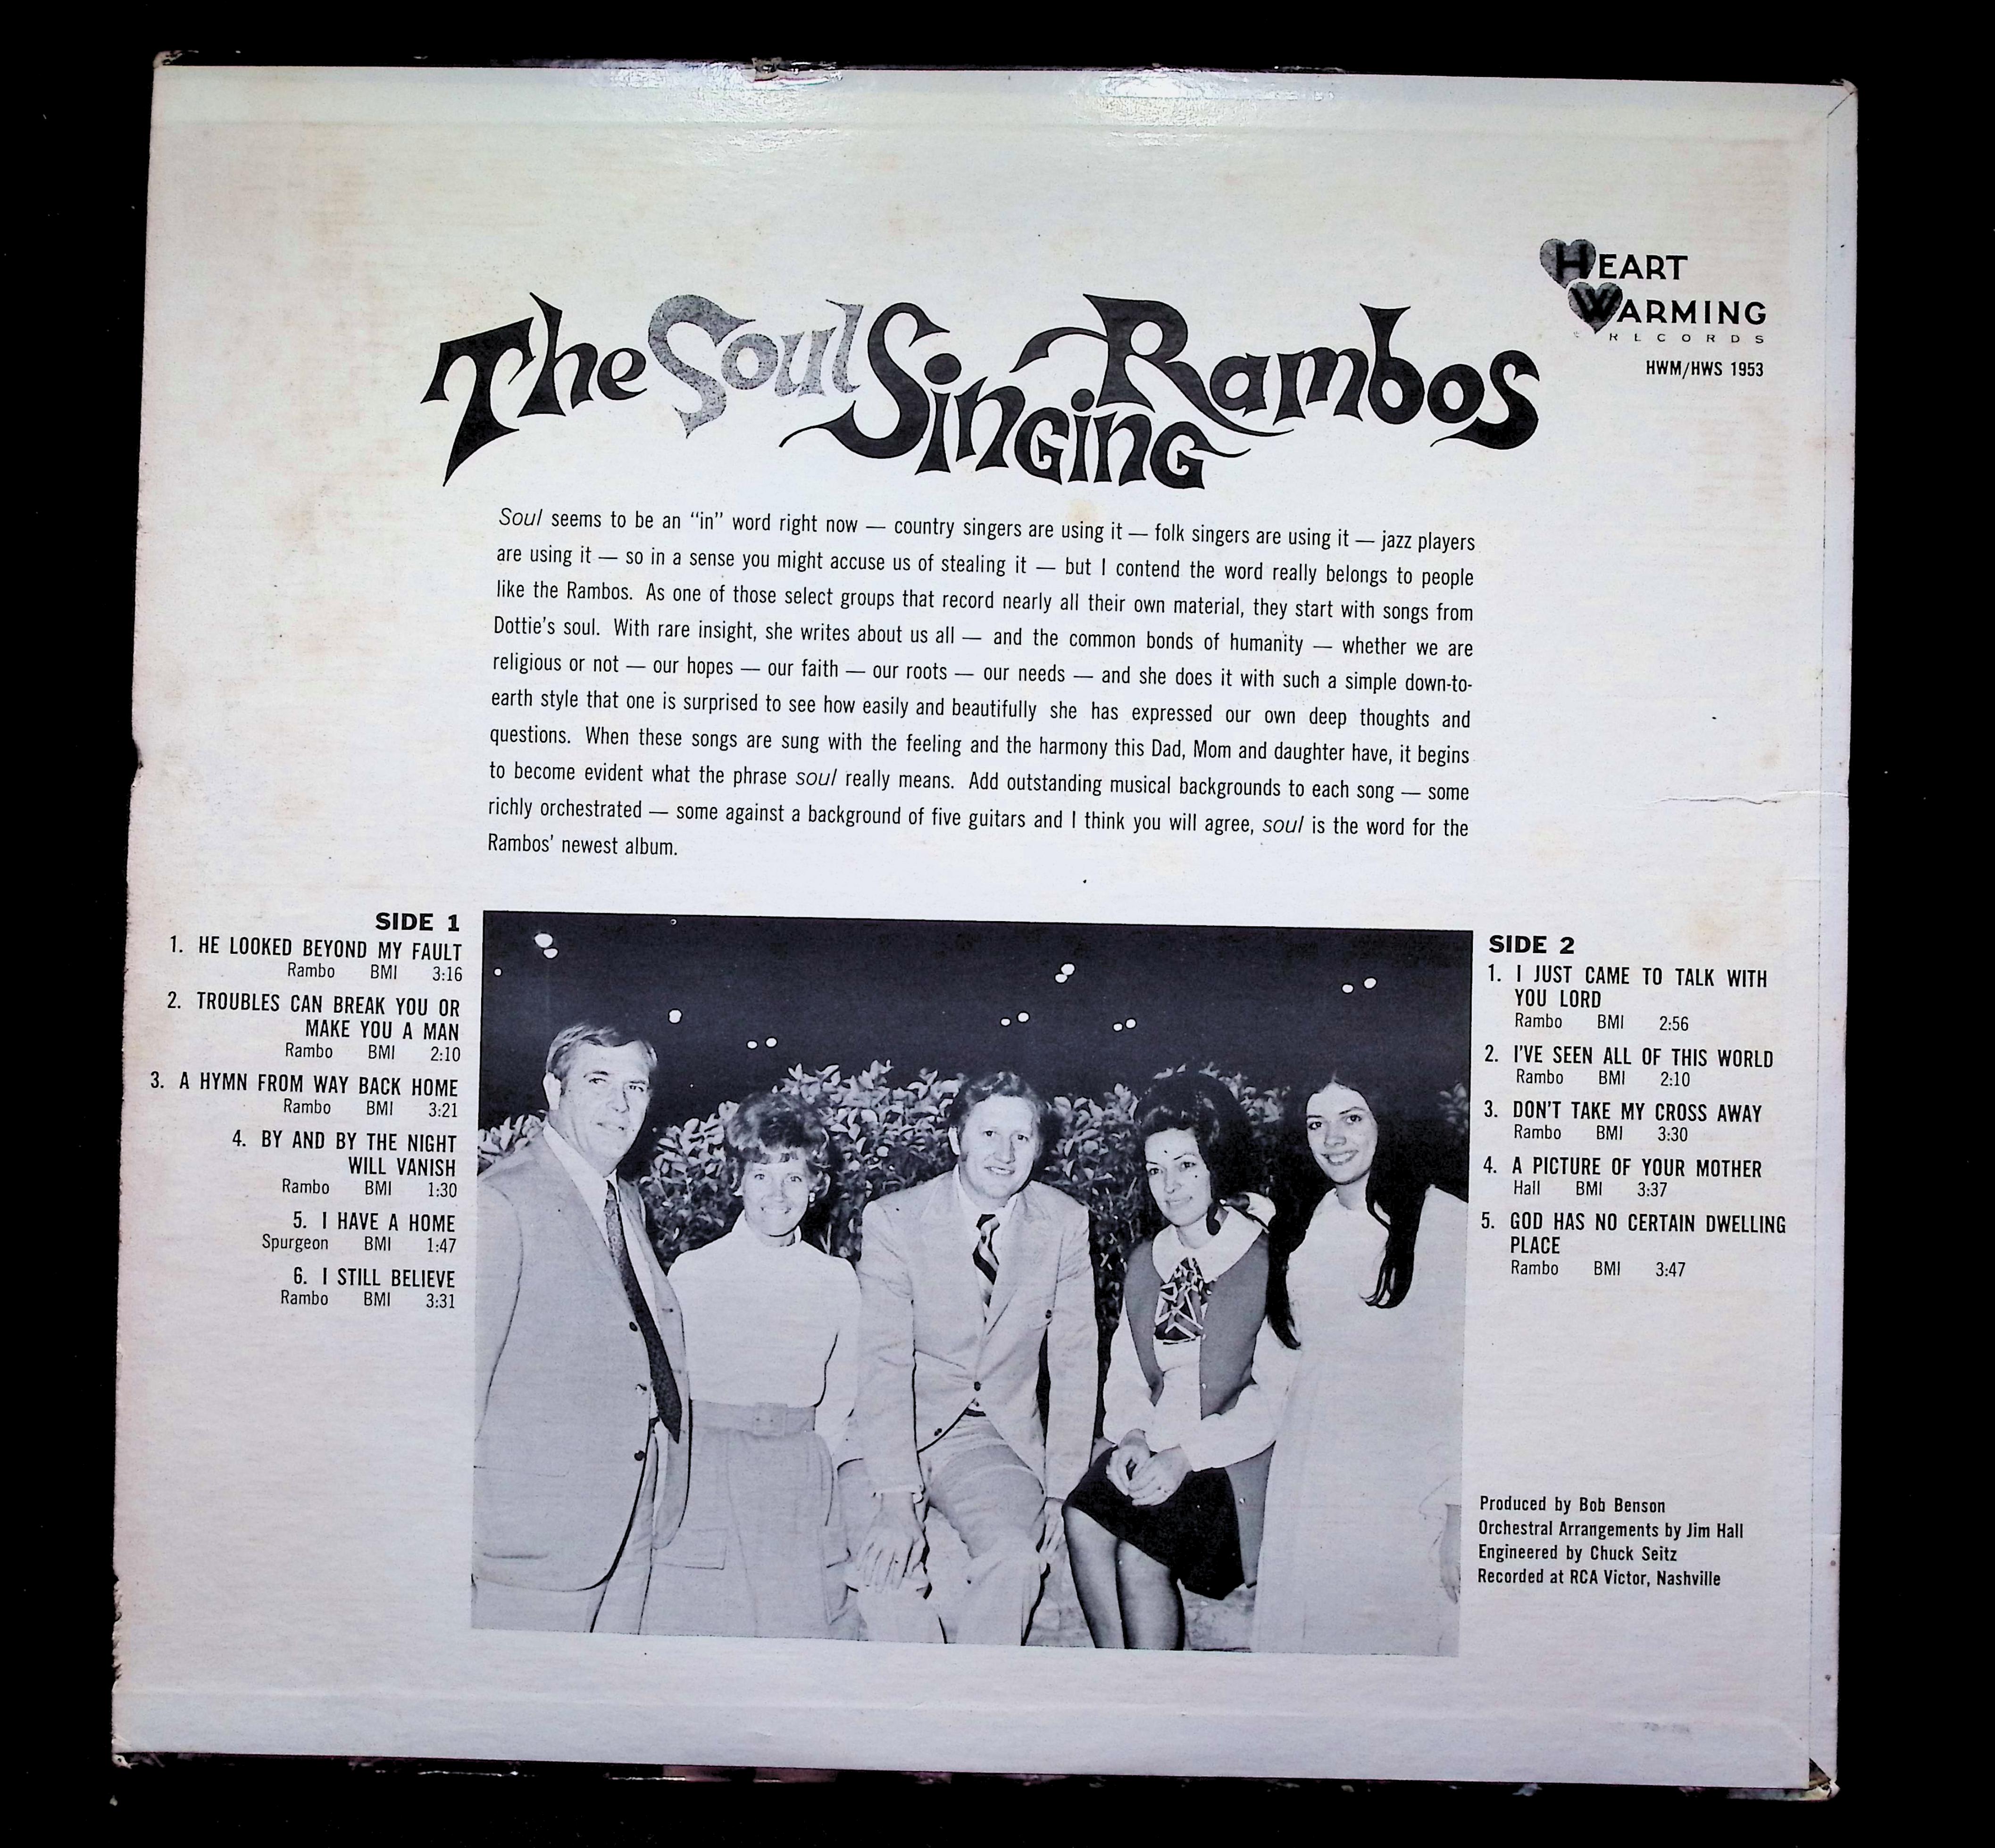 HEART
WARMING
RECORDS
HWM/HWS 1953
The Soul Singing Rambos
Soul seems to be an “in” word right now — country singers are using it — folk singers are using it — jazz players
are using it — so in a sense you might accuse us of stealing it — but I contend the word really belongs to people
like the Rambos. As one of those select groups that record nearly all their own material, they start with songs from
Dottie’s soul. With rare insight, she writes about us all — and the common bonds of humanity — whether we are
religious or not — our hopes — our faith — our roots — our needs — and she does it with such a simple down-to-
earth style that one is surprised to see how easily and beautifully she has expressed our own deep thoughts and
questions. When these songs are sung with the feeling and the harmony this Dad, Mom and daughter have, it begins
to become evident what the phrase soul really means. Add outstanding musical backgrounds to each song — some
richly orchestrated — some against a background of five guitars and I think you will agree, soul is the word for the
Rambos’ newest album.
SIDE 1
1. HE LOOKED BEYOND MY FAULT
Rambo BMI 3:16
2. TROUBLES CAN BREAK YOU OR
MAKE YOU A MAN
Rambo BMI 2:10
3. A HYMN FROM WAY BACK HOME
Rambo BMI 3:21
4. BY AND BY THE NIGHT
WILL VANISH
Rambo BMI 1:30
5. I HAVE A HOME
Spurgeon BMI 1:47
6. I STILL BELIEVE
Rambo BMI 3:31
SIDE 2
1. I JUST CAME TO TALK WITH
YOU LORD
Rambo BMI 2:56
2. I'VE SEEN ALL OF THIS WORLD
Rambo BMI 2:10
3. DON'T TAKE MY CROSS AWAY
Rambo BMI 3:30
4. A PICTURE OF YOUR MOTHER
Hall BMI 3:37
5. GOD HAS NO CERTAIN DWELLING
PLACE
Rambo BMI 3:47
Produced by Bob Benson
Orchestral Arrangements by Jim Hall
Engineered by Chuck Seitz
Recorded at RCA Victor, Nashville